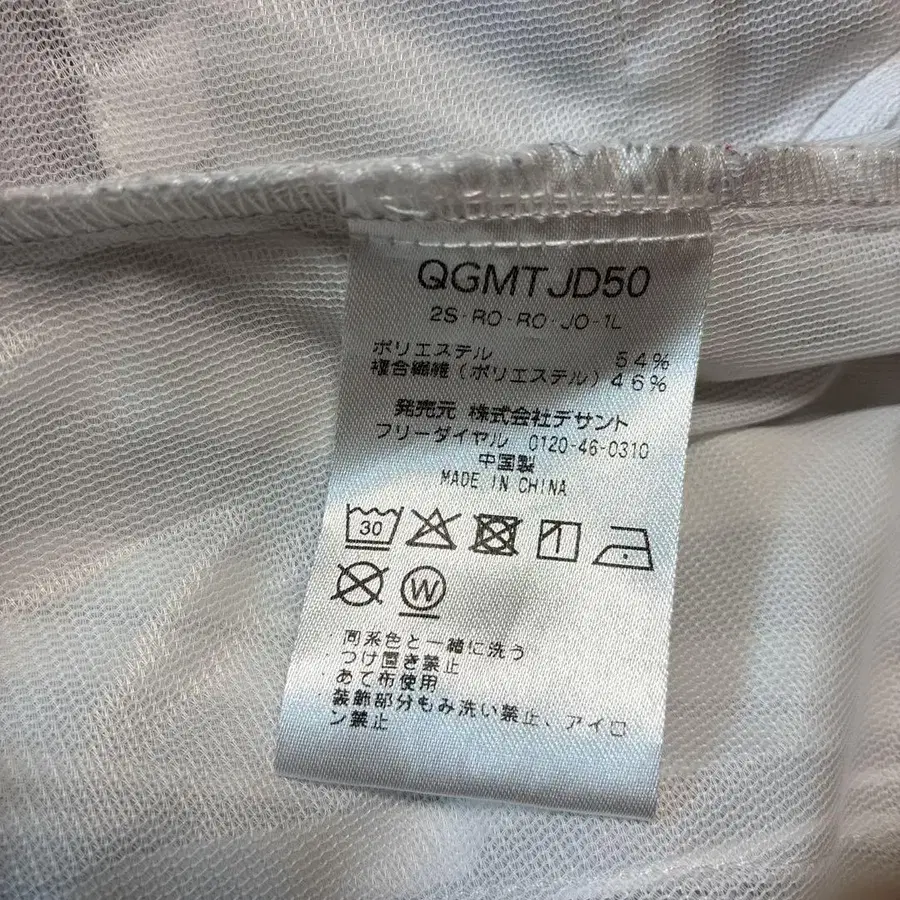 QGMTJD50
2S-RO-RO-JO-1L
ポリエステル 54%
複合繊維(ポリエステル)46%
発売元 株式会社デサント
フリーダイヤル 0120-46-0310
中国製
MADE IN CHINA
30
W
・同系色と一緒に洗う
・つけ置き禁止
・あて布使用
・装飾部分もみ洗い禁止、アイロ
ン禁止